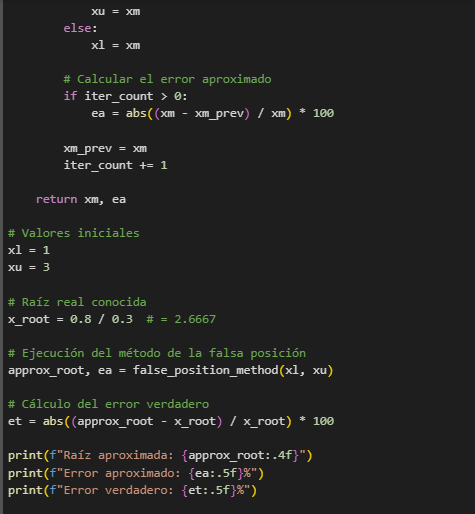 xu = xm
        else:
            xl = xm
        # Calcular el error aproximado
        if iter_count > 0:
            ea = abs((xm - xm_prev) / xm) * 100
        xm_prev = xm
        iter_count += 1
    return xm, ea
# Valores iniciales
xl = 1
xu = 3
# Raíz real conocida
x_root = 0.8 / 0.3  # = 2.6667
# Ejecución del método de la falsa posición
approx_root, ea = false_position_method(xl, xu)
# Cálculo del error verdadero
et = abs((approx_root - x_root) / x_root) * 100
print(f"Raíz aproximada: {approx_root:.4f}")
print(f"Error aproximado: {ea:.5f}%")
print(f"Error verdadero: {et:.5f}%")